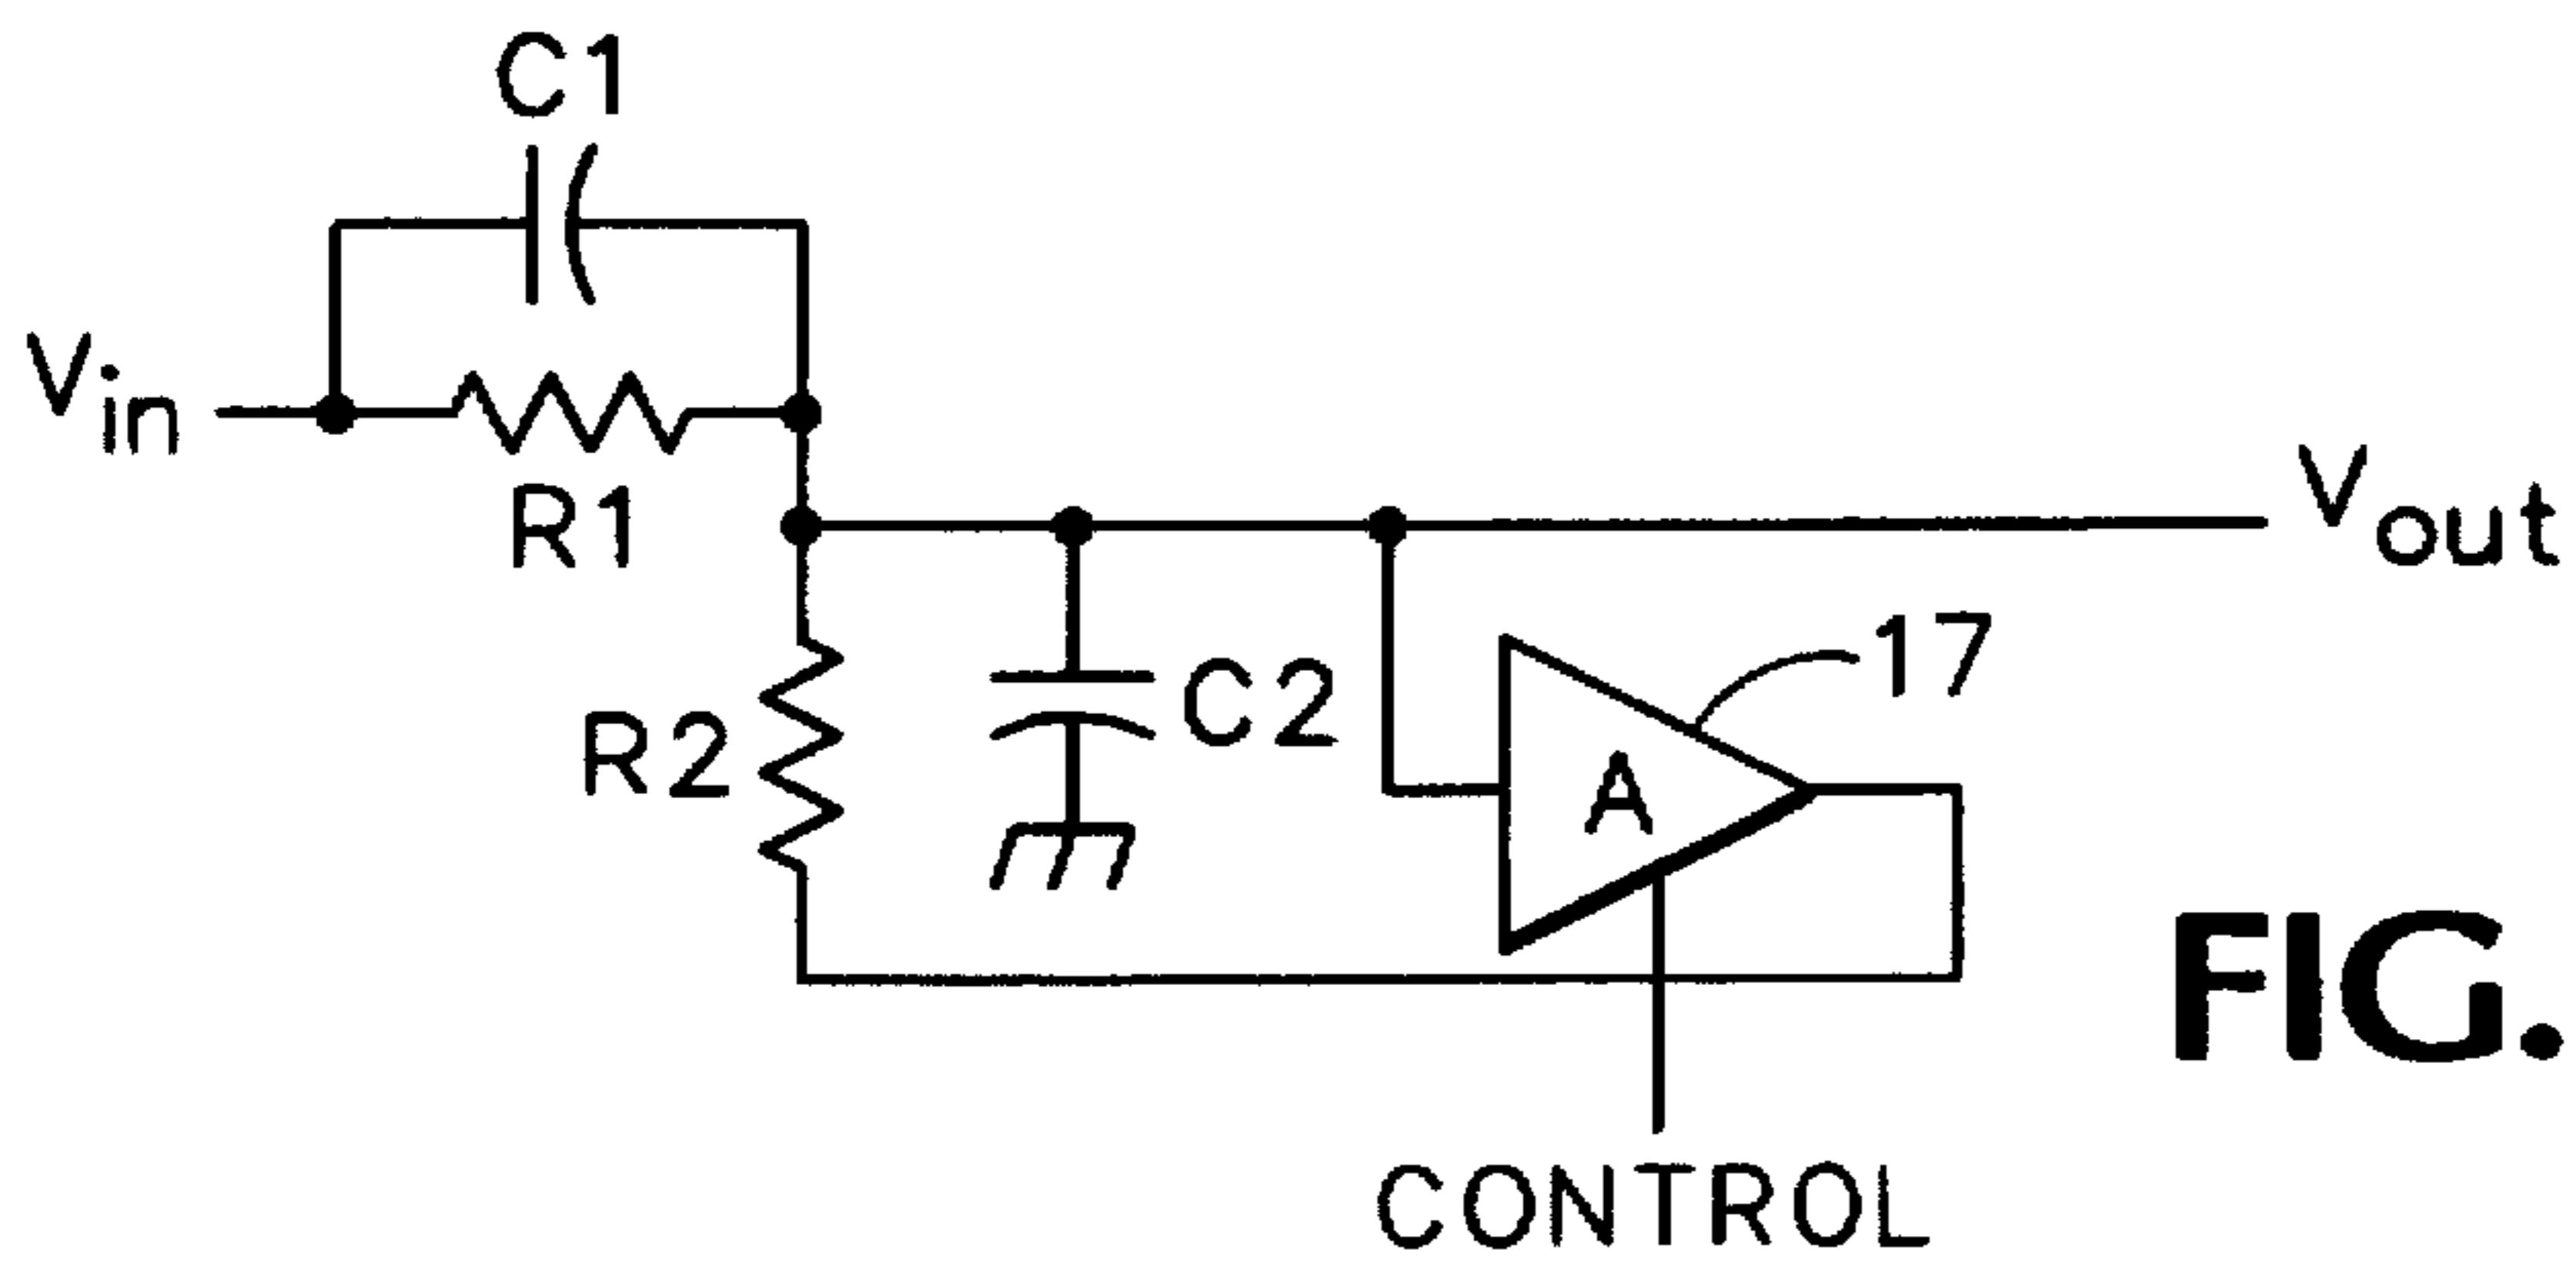 C1
Vin
R1
Vout
17
C2
R2
A
FIG.
CONTROL